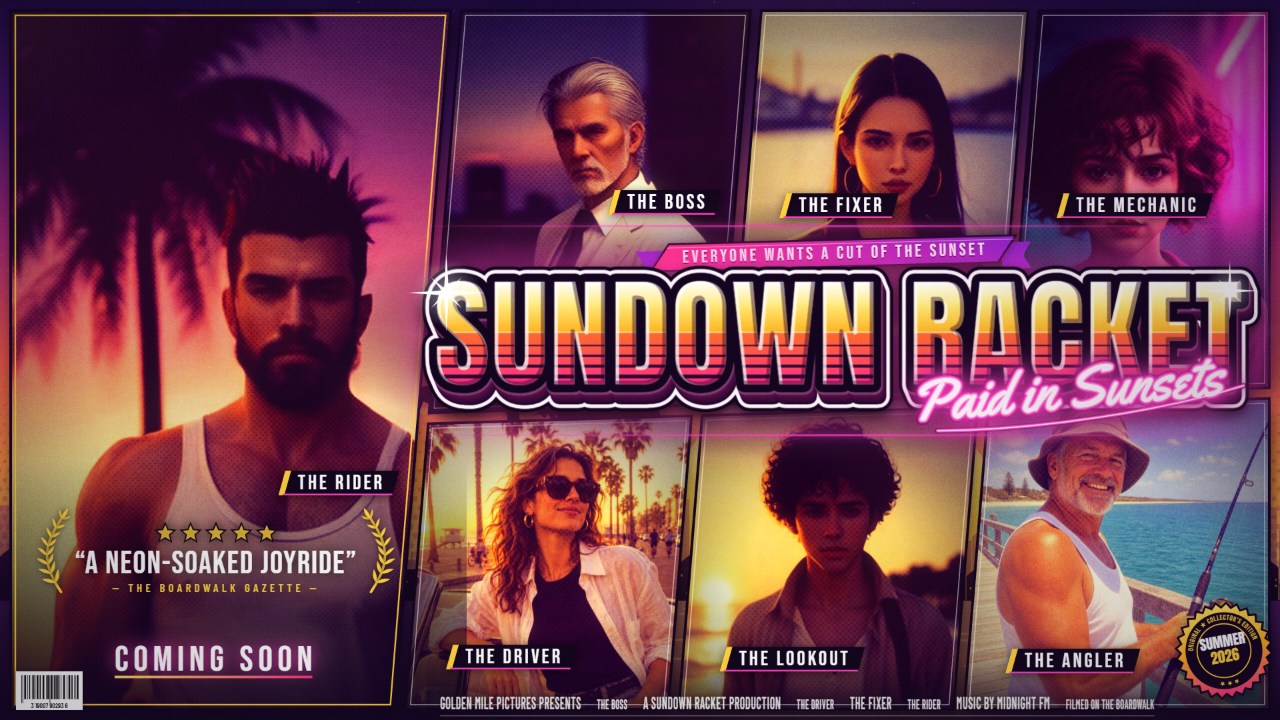 THE BOSS
THE FIXER
THE MECHANIC
EVERYONE WANTS A CUT OF THE SUNSET
SUNDOWN RACKET
Paid in Sunsets
THE RIDER
“A NEON-SOAKED JOYRIDE”
– THE BOARDWALK GAZETTE –
COMING SOON
THE DRIVER
THE LOOKOUT
THE ANGLER
ORIGINAL ★ COLLECTOR'S EDITION
SUMMER
2026
GOLDEN MILE PICTURES PRESENTS THE BOSS A SUNDOWN RACKET PRODUCTION THE DRIVER THE FIXER THE RIDER MUSIC BY MIDNIGHT FM FILMED ON THE BOARDWALK